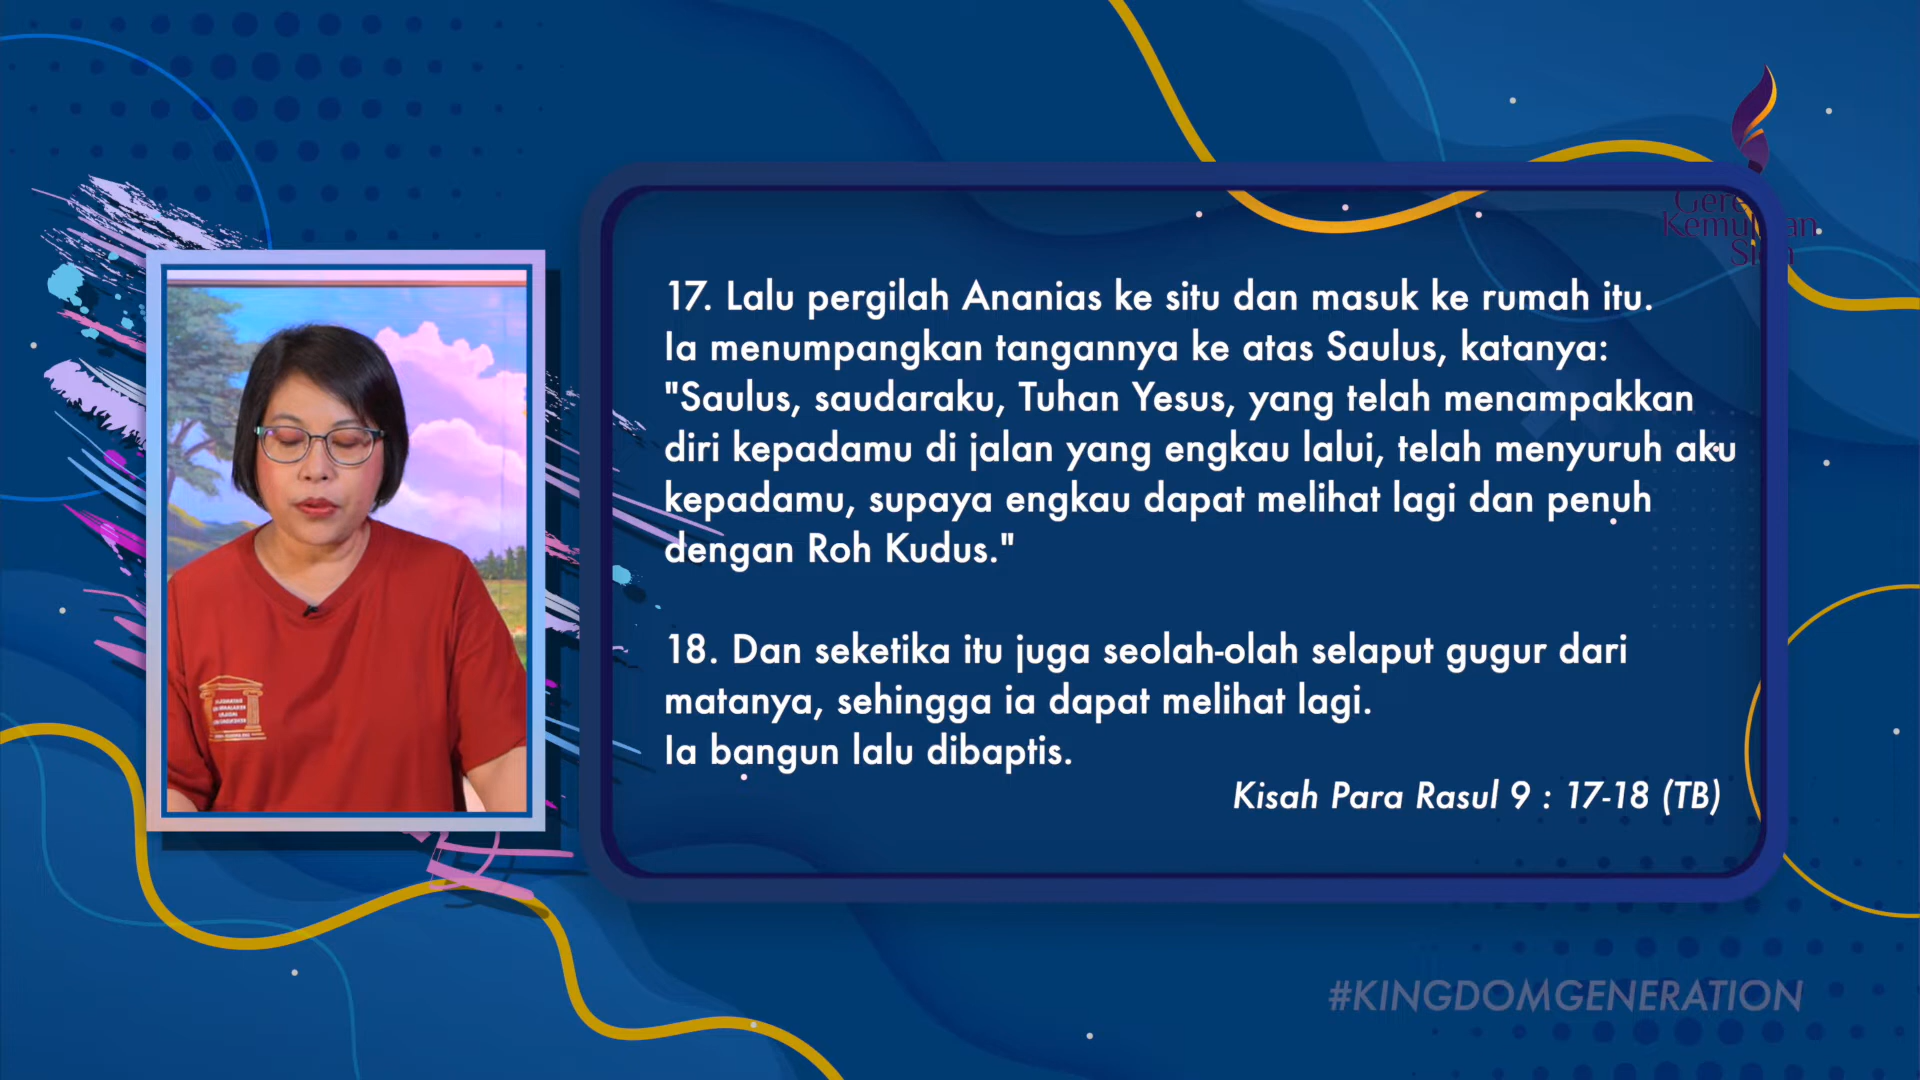 Gereja
Kemuliaan
Sion
17. Lalu pergilah Ananias ke situ dan masuk ke rumah itu.
Ia menumpangkan tangannya ke atas Saulus, katanya:
"Saulus, saudaraku, Tuhan Yesus, yang telah menampakkan
diri kepadamu di jalan yang engkau lalui, telah menyuruh aku
kepadamu, supaya engkau dapat melihat lagi dan penuh
dengan Roh Kudus."
18. Dan seketika itu juga seolah-olah selaput gugur dari
matanya, sehingga ia dapat melihat lagi.
Ia bangun lalu dibaptis.
Kisah Para Rasul 9 : 17-18 (TB)
#KINGDOMGENERATION